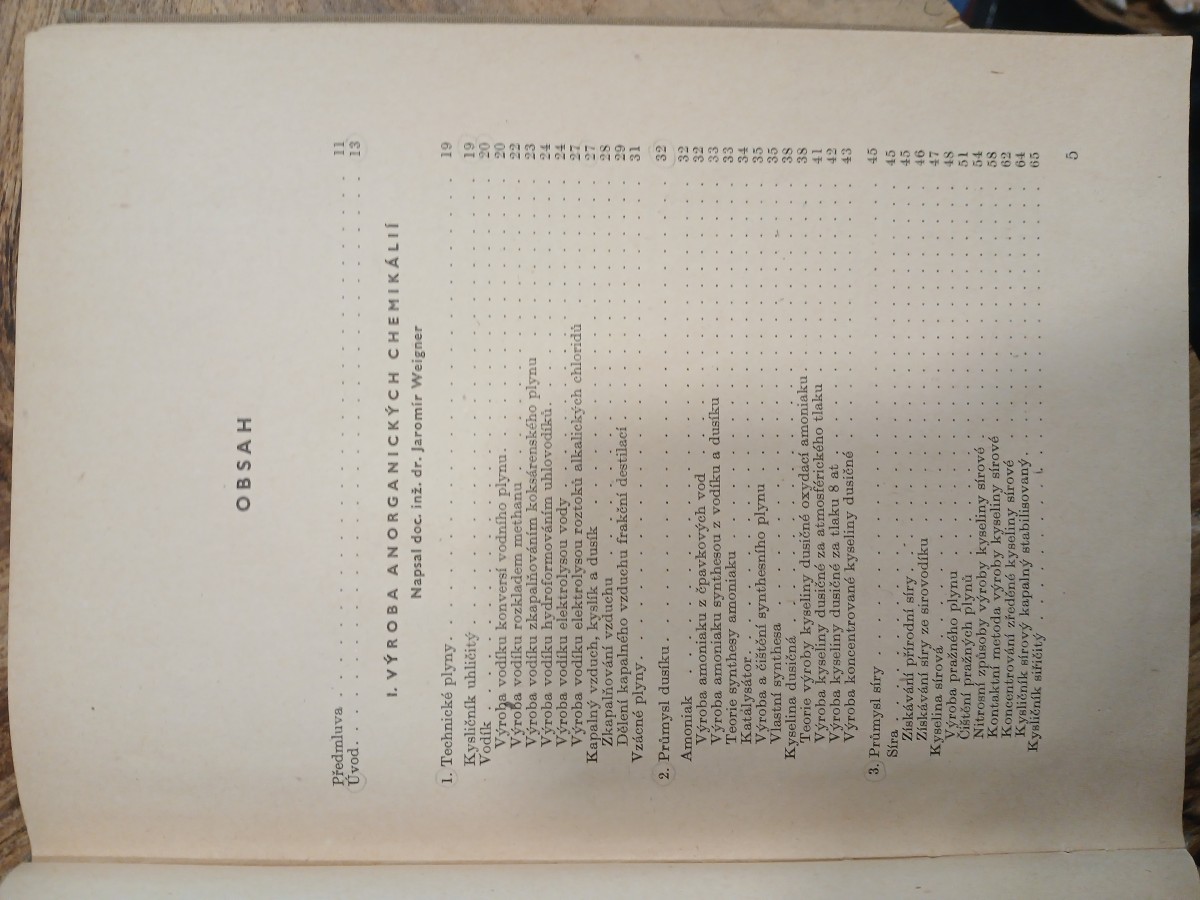 OBSAH
Předmluva . . . . . . . . . . . . . . . . . . . . 11
Úvod . . . . . . . . . . . . . . . . . . . . 13
I. VÝROBA ANORGANICKÝCH CHEMIKÁLIÍ
Napsal doc. inž. dr. Jaromír Weigner
1. Technické plyny . . . . . . . . . . . . . . . . . . . . 19
Kysličník uhličitý . . . . . . . . . . . . . . . . . . . . 19
Vodík . . . . . . . . . . . . . . . . . . . . 20
Výroba vodíku konversí vodního plynu . . . . . . . . . . . . 20
Výroba vodíku rozkladem methanu . . . . . . . . . . . . 22
Výroba vodíku zkapalňováním koksárenského plynu . . . . . . . . 23
Výroba vodíku hydroformováním uhlovodíků . . . . . . . . . . 24
Výroba vodíku elektrolysou vody . . . . . . . . . . . . 24
Výroba vodíku elektrolysou roztoků alkalických chloridů . . . . . . . 27
Kapalný vzduch, kyslík a dusík . . . . . . . . . . . . . . 27
Zkapalňování vzduchu . . . . . . . . . . . . . . . . 28
Dělení kapalného vzduchu frakční destilací . . . . . . . . . . 29
Vzácné plyny . . . . . . . . . . . . . . . . . . 31
2. Průmysl dusíku . . . . . . . . . . . . . . . . . . . . 32
Amoniak . . . . . . . . . . . . . . . . . . . . 32
Výroba amoniaku z čpavkových vod . . . . . . . . . . . . 32
Výroba amoniaku synthesou z vodíku a dusíku . . . . . . . . . . 33
Teorie synthesy amoniaku . . . . . . . . . . . . . . 33
Katalysátor . . . . . . . . . . . . . . . . . . 34
Výroba a čištění synthesního plynu . . . . . . . . . . . . 35
Vlastní synthesa . . . . . . . . . . . . . . . . 35
Kyselina dusičná . . . . . . . . . . . . . . . . . . 38
Teorie výroby kyseliny dusičné oxydací amoniaku . . . . . . . . . 38
Výroba kyseliny dusičné za atmosférického tlaku . . . . . . . . . 41
Výroba kyseliny dusičné za tlaku 8 at . . . . . . . . . . . 42
Výroba koncentrované kyseliny dusičné . . . . . . . . . . . 43
3. Průmysl síry . . . . . . . . . . . . . . . . . . . . 45
Síra . . . . . . . . . . . . . . . . . . . . 45
Získávání přírodní síry . . . . . . . . . . . . . . . 45
Získávání síry ze sirovodíku . . . . . . . . . . . . . . 46
Kyselina sírová . . . . . . . . . . . . . . . . . . 47
Výroba pražného plynu . . . . . . . . . . . . . . . 48
Čištění pražných plynů . . . . . . . . . . . . . . . 51
Nitrosní způsoby výroby kyseliny sírové . . . . . . . . . . . 54
Kontaktní metoda výroby kyseliny sírové . . . . . . . . . . . 58
Koncentrování zředěné kyseliny sírové . . . . . . . . . . . 62
Kysličník sírový kapalný stabilisovaný . . . . . . . . . . . 64
Kysličník siřičitý . . . . . . . . . . . . . . . . . . 65
5